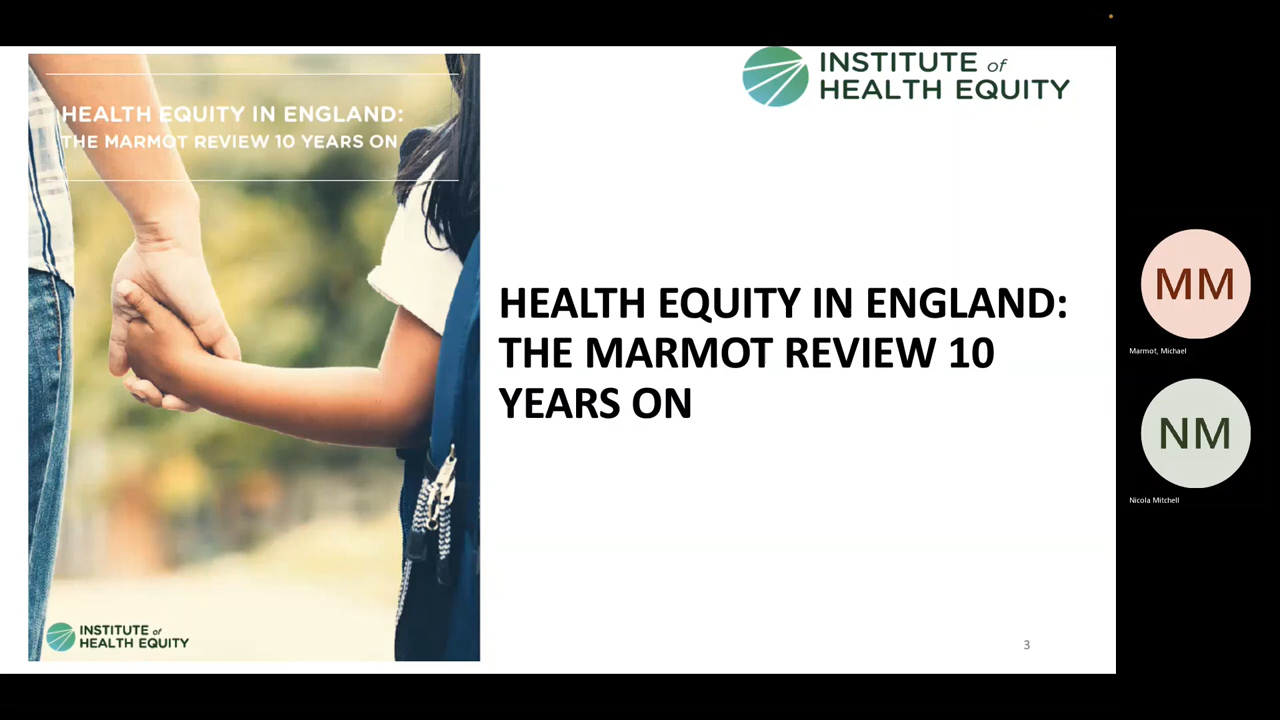 HEALTH EQUITY IN ENGLAND:
THE MARMOT REVIEW 10 YEARS ON
INSTITUTE of
HEALTH EQUITY
INSTITUTE of
HEALTH EQUITY
HEALTH EQUITY IN ENGLAND:
THE MARMOT REVIEW 10
YEARS ON
3
MM
Marmot, Michael
NM
Nicola Mitchell